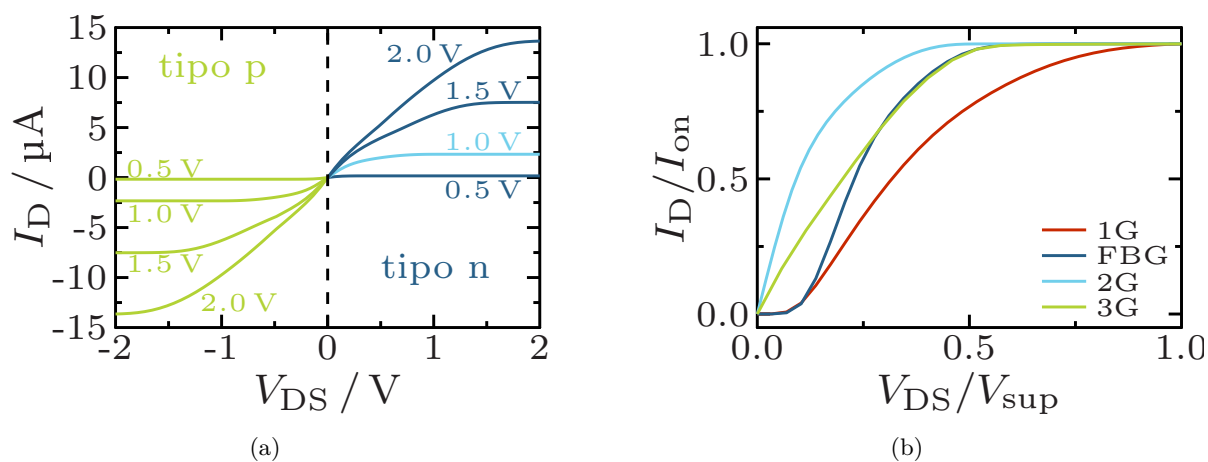 15
10
5
0
-5
-10
-15
I_D / µA
tipo p
2.0 V
1.5 V
1.0 V
0.5 V
0.5 V
1.0 V
1.5 V
2.0 V
tipo n
-2
-1
0
1
2
V_DS / V
(a)
1.0
0.5
0.0
I_D/I_on
1G
FBG
2G
3G
0.0
0.5
1.0
V_DS/V_sup
(b)